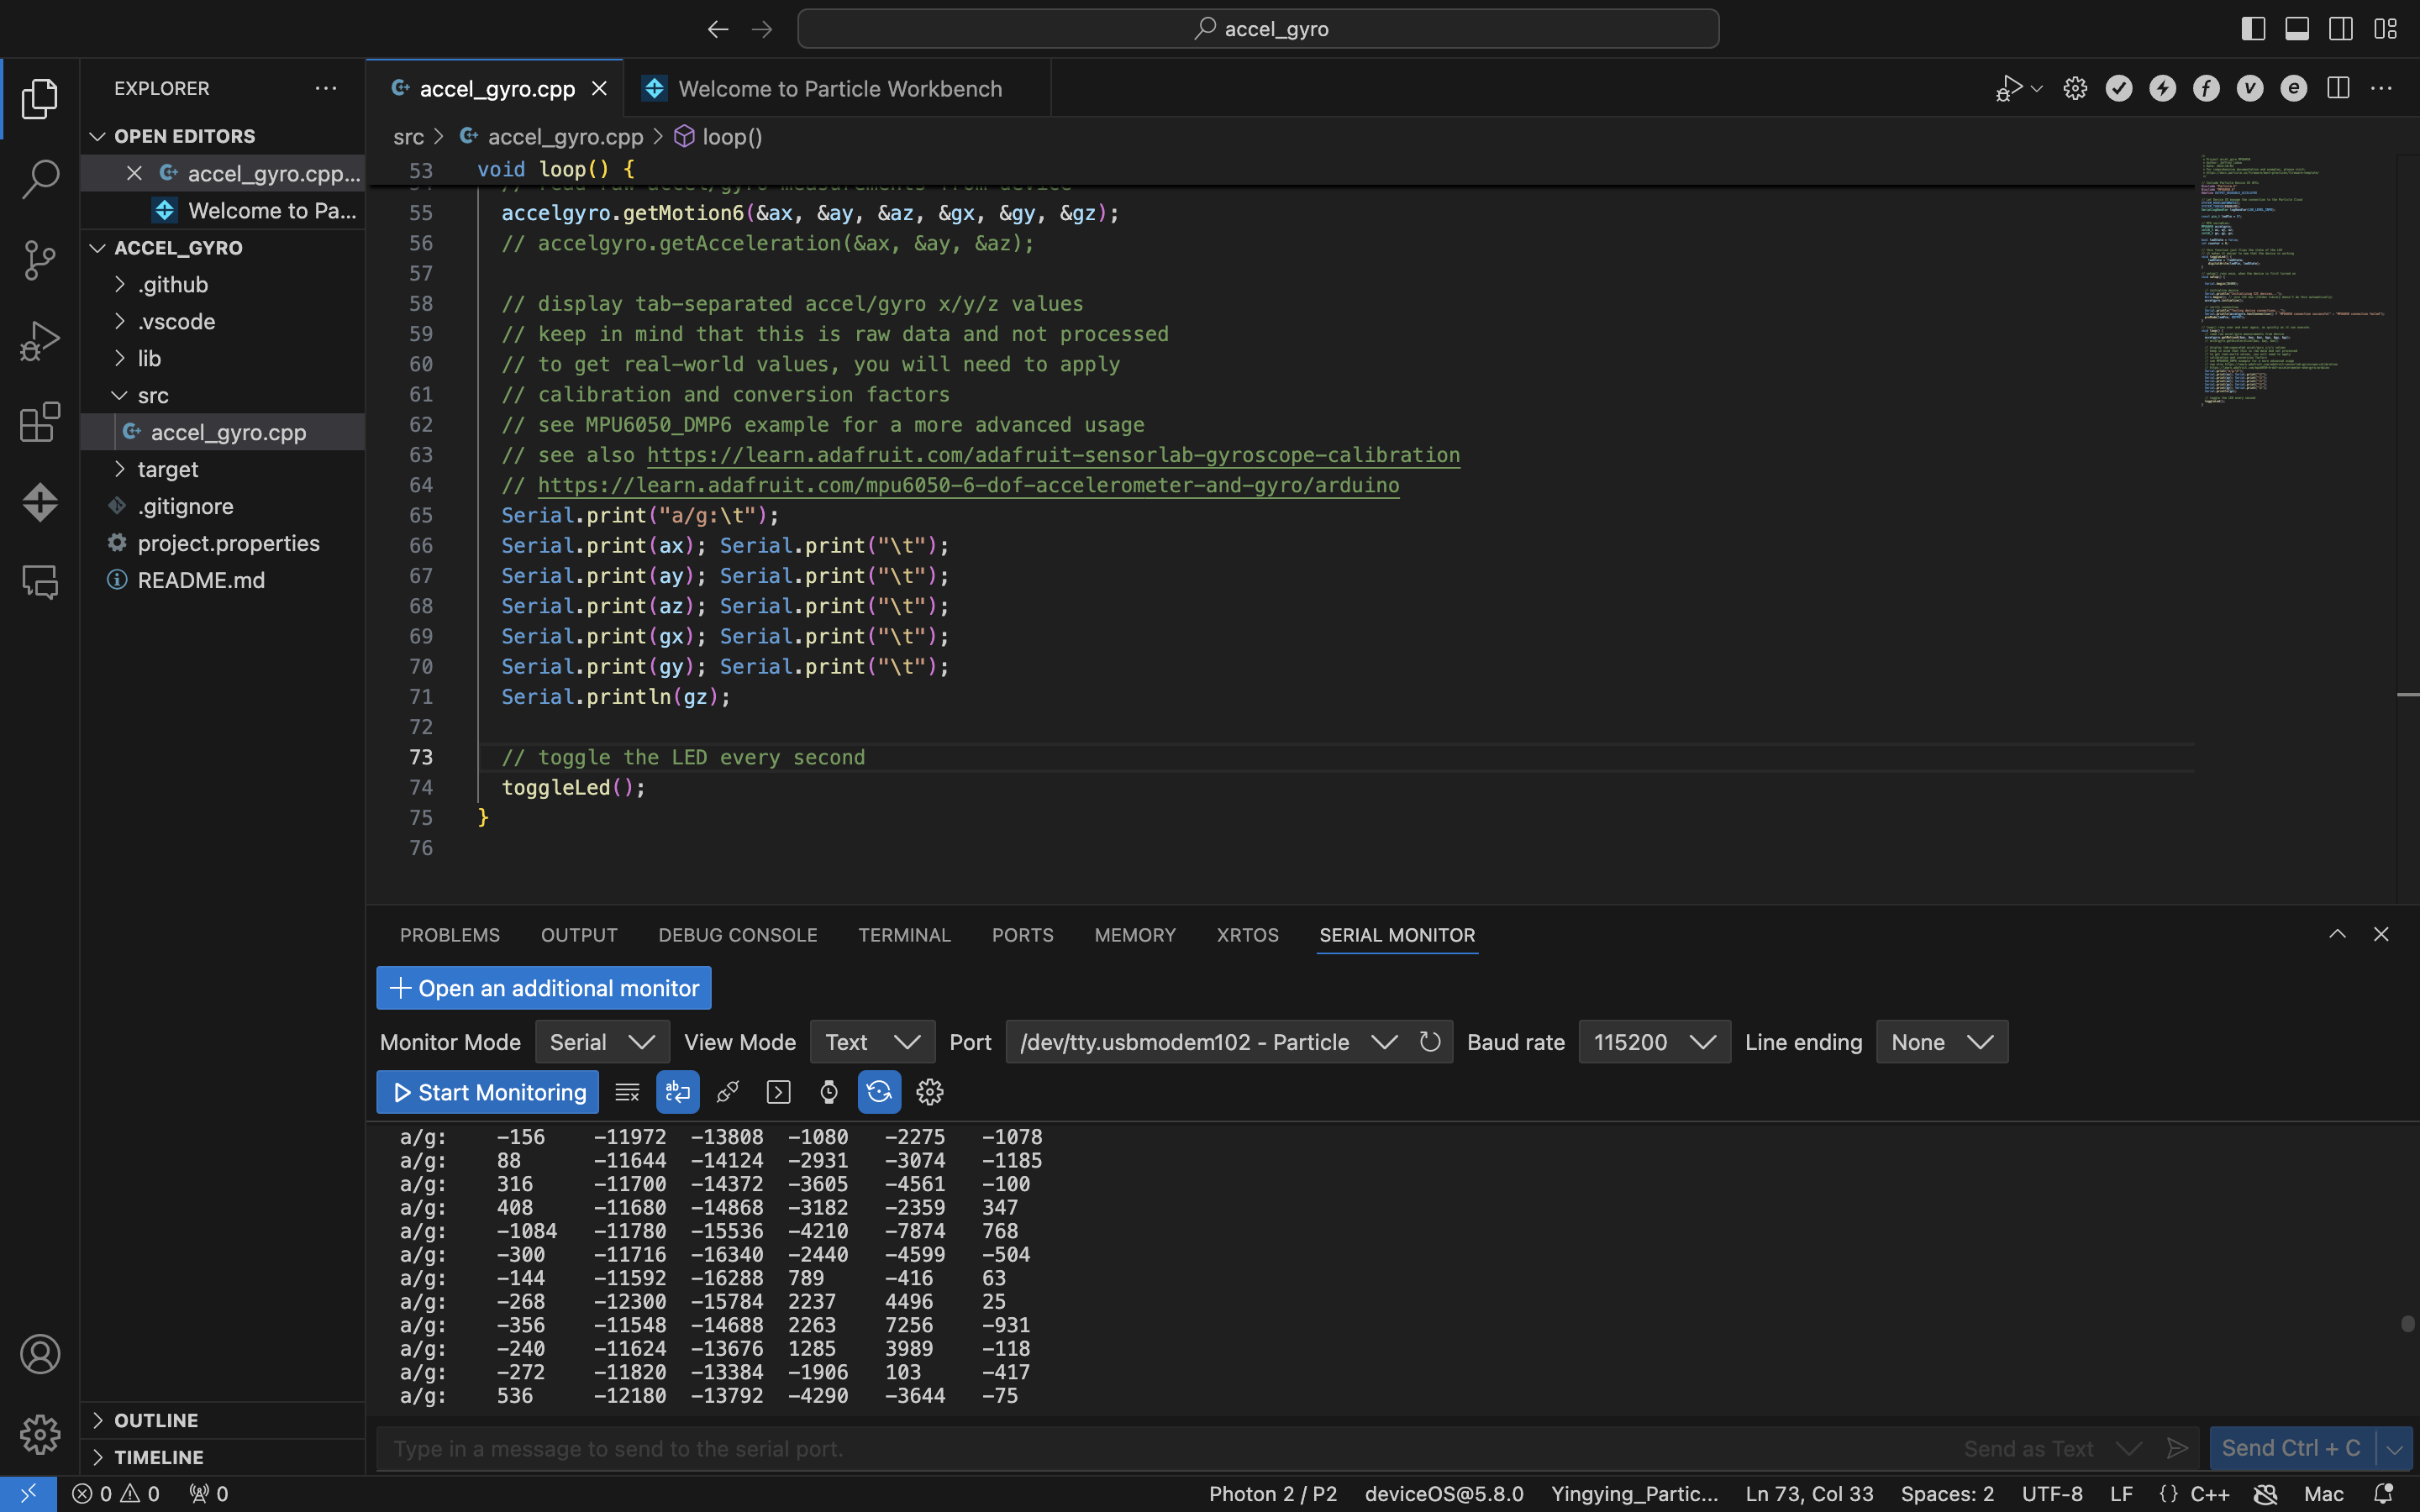 accel_gyro
EXPLORER
OPEN EDITORS
accel_gyro.cpp...
Welcome to Pa...
ACCEL_GYRO
.github
.vscode
lib
src
accel_gyro.cpp
target
.gitignore
project.properties
README.md
OUTLINE
TIMELINE
accel_gyro.cpp
Welcome to Particle Workbench
src > accel_gyro.cpp > loop()
53 void loop() {
// read raw accel/gyro measurements from device
55 accelgyro.getMotion6(&ax, &ay, &az, &gx, &gy, &gz);
56 // accelgyro.getAcceleration(&ax, &ay, &az);
57
58 // display tab-separated accel/gyro x/y/z values
59 // keep in mind that this is raw data and not processed
60 // to get real-world values, you will need to apply
61 // calibration and conversion factors
62 // see MPU6050_DMP6 example for a more advanced usage
63 // see also https://learn.adafruit.com/adafruit-sensorlab-gyroscope-calibration
64 // https://learn.adafruit.com/mpu6050-6-dof-accelerometer-and-gyro/arduino
65 Serial.print("a/g:\t");
66 Serial.print(ax); Serial.print("\t");
67 Serial.print(ay); Serial.print("\t");
68 Serial.print(az); Serial.print("\t");
69 Serial.print(gx); Serial.print("\t");
70 Serial.print(gy); Serial.print("\t");
71 Serial.println(gz);
72
73 // toggle the LED every second
74 toggleLed();
75 }
76
PROBLEMS OUTPUT DEBUG CONSOLE TERMINAL PORTS MEMORY XRTOS SERIAL MONITOR
Open an additional monitor
Monitor Mode Serial View Mode Text Port /dev/tty.usbmodem102 - Particle Baud rate 115200 Line ending None
Start Monitoring
a/g: -156 -11972 -13808 -1080 -2275 -1078
a/g: 88 -11644 -14124 -2931 -3074 -1185
a/g: 316 -11700 -14372 -3605 -4561 -100
a/g: 408 -11680 -14868 -3182 -2359 347
a/g: -1084 -11780 -15536 -4210 -7874 768
a/g: -300 -11716 -16340 -2440 -4599 -504
a/g: -144 -11592 -16288 789 -416 63
a/g: -268 -12300 -15784 2237 4496 25
a/g: -356 -11548 -14688 2263 7256 -931
a/g: -240 -11624 -13676 1285 3989 -118
a/g: -272 -11820 -13384 -1906 103 -417
a/g: 536 -12180 -13792 -4290 -3644 -75
Type in a message to send to the serial port. Send as Text Send Ctrl + C
0 0 0 Photon 2 / P2 deviceOS@5.8.0 Yingying_Partic... Ln 73, Col 33 Spaces: 2 UTF-8 LF {} C++ Mac